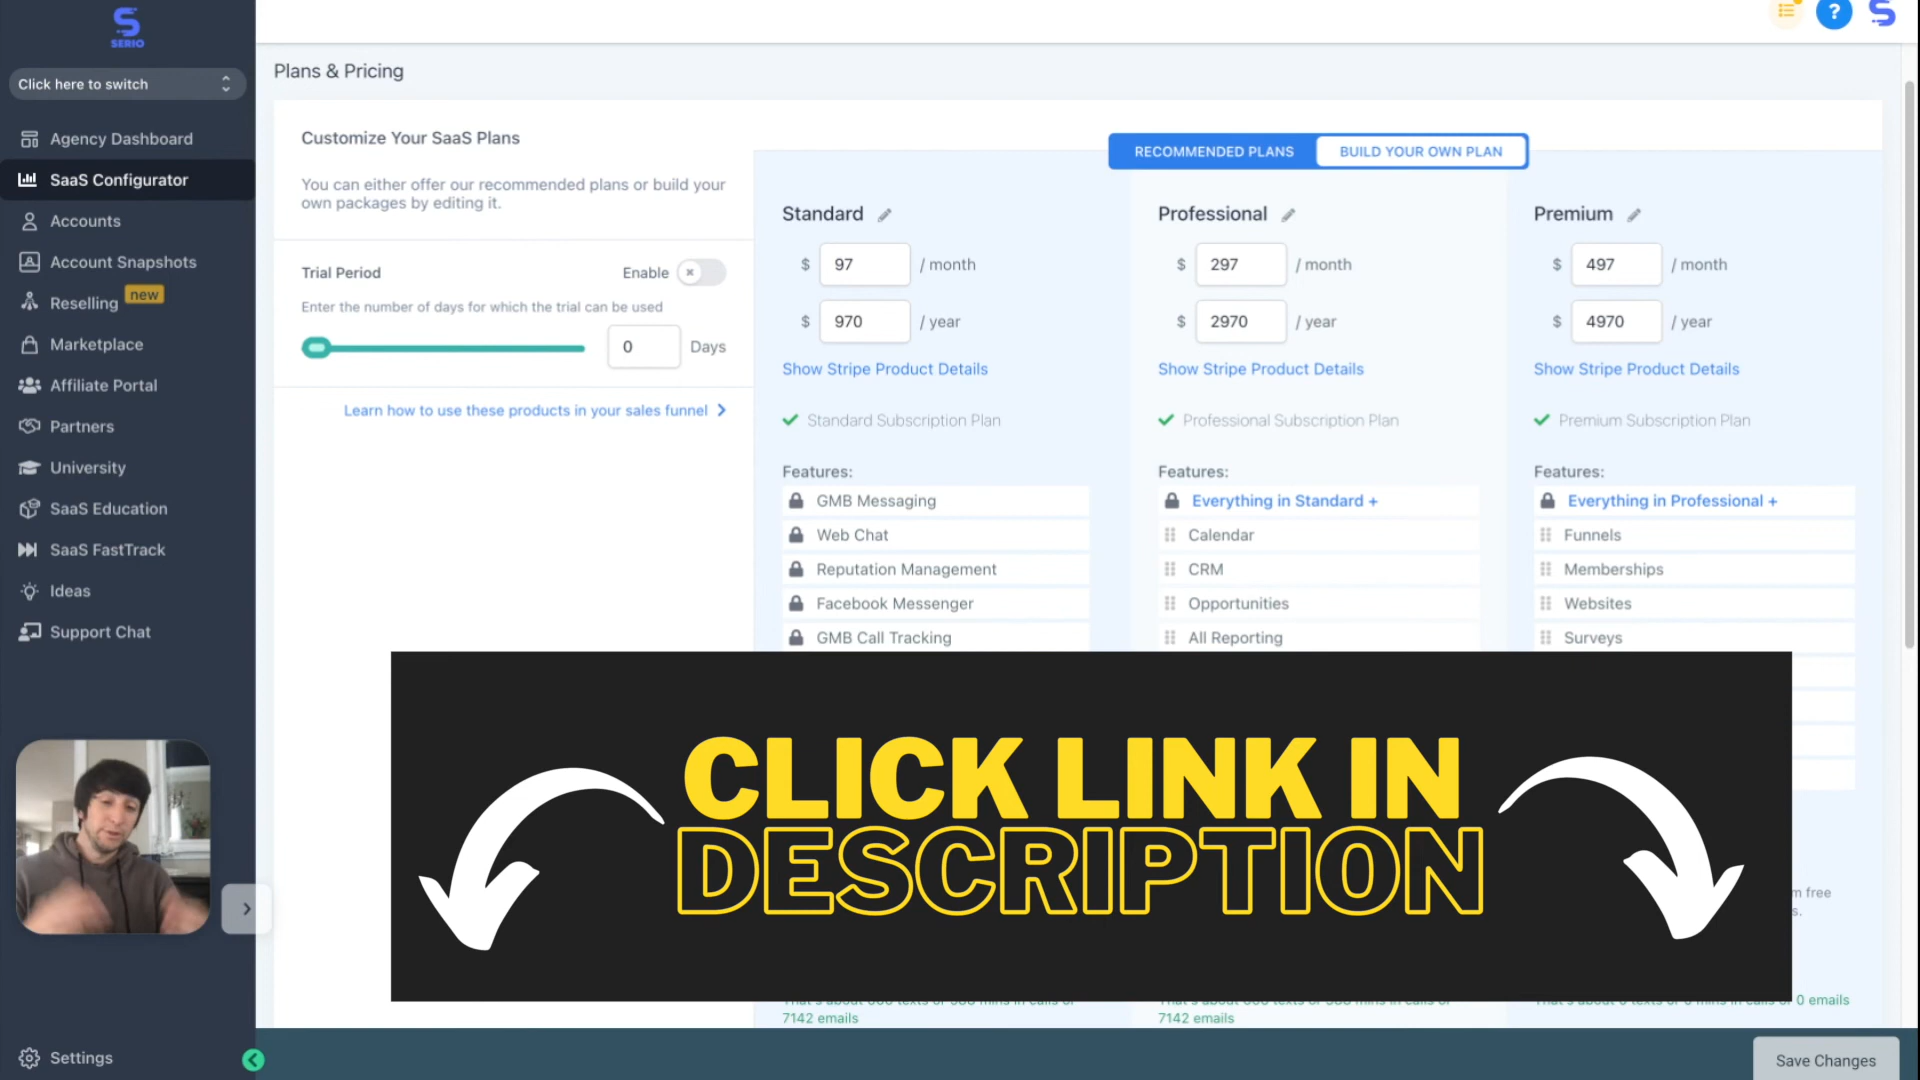 SERIO
Click here to switch
Agency Dashboard
SaaS Configurator
Accounts
Account Snapshots
Reselling new
Marketplace
Affiliate Portal
Partners
University
SaaS Education
SaaS FastTrack
Ideas
Support Chat
Settings
?
Plans & Pricing
Customize Your SaaS Plans
You can either offer our recommended plans or build your
own packages by editing it.
Trial Period Enable
Enter the number of days for which the trial can be used
0 Days
Learn how to use these products in your sales funnel
RECOMMENDED PLANS BUILD YOUR OWN PLAN
Standard
$ 97 / month
$ 970 / year
Show Stripe Product Details
Standard Subscription Plan
Features:
GMB Messaging
Web Chat
Reputation Management
Facebook Messenger
GMB Call Tracking
Professional
$ 297 / month
$ 2970 / year
Show Stripe Product Details
Professional Subscription Plan
Features:
Everything in Standard +
Calendar
CRM
Opportunities
All Reporting
Premium
$ 497 / month
$ 4970 / year
Show Stripe Product Details
Premium Subscription Plan
Features:
Everything in Professional +
Funnels
Memberships
Websites
Surveys
CLICK LINK IN
DESCRIPTION
free
7142 emails
7142 emails
0 emails
Save Changes